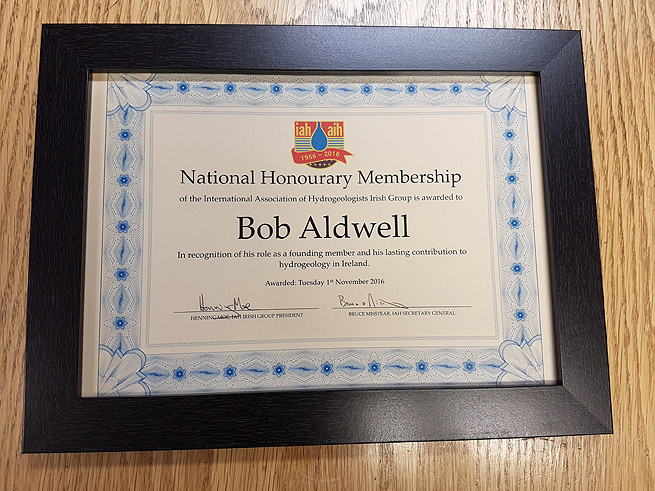 iah aih
1956 - 2016
National Honourary Membership
of the International Association of Hydrogeologists Irish Group is awarded to
Bob Aldwell
In recognition of his role as a founding member and his lasting contribution to
hydrogeology in Ireland.
Awarded: Tuesday 1st November 2016
Henning Moe
HENNING MOE, IAH IRISH GROUP PRESIDENT
BRUCE MISSTEAR, IAH SECRETARY GENERAL